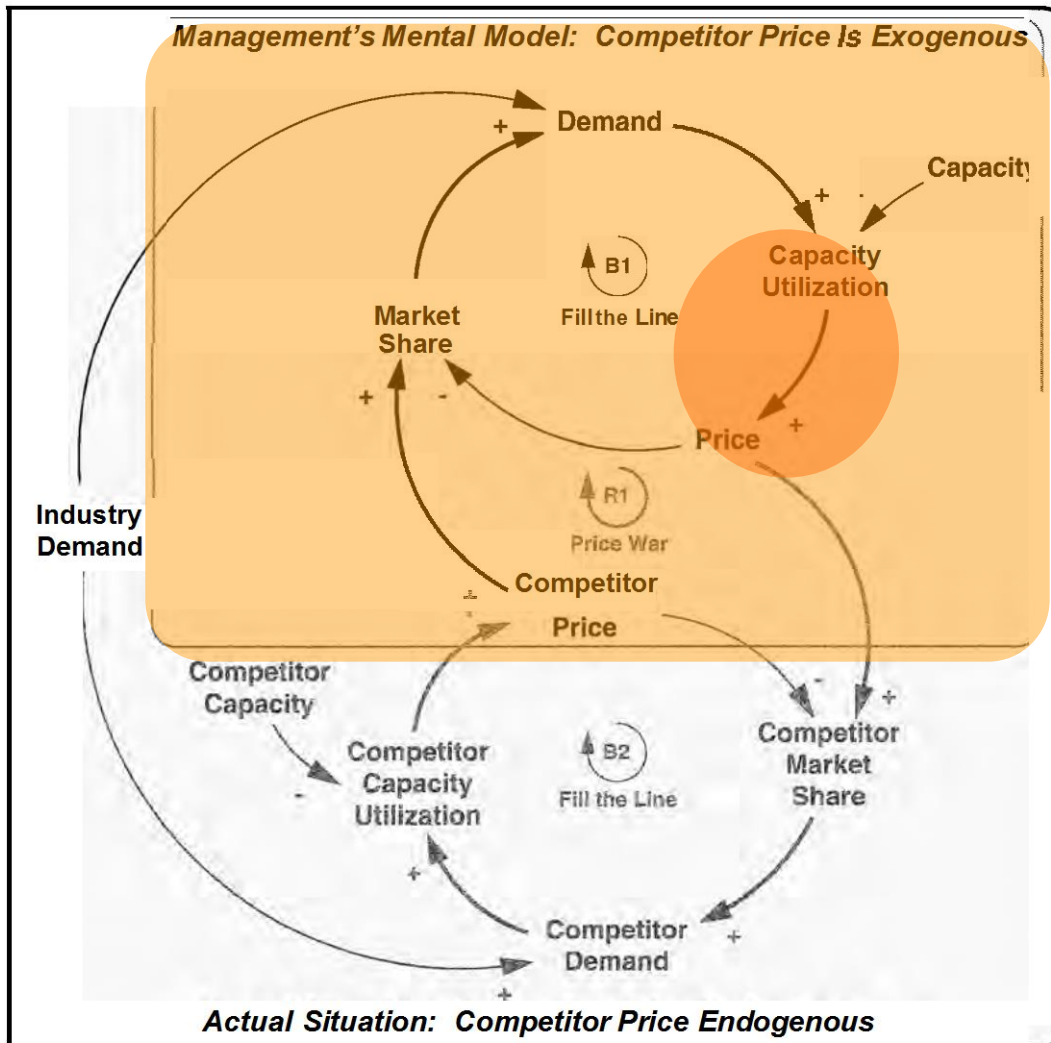 Management's Mental Model: Competitor Price Is Exogenous
+
Demand
Capacity
+ -
B1
Capacity
Utilization
Fill the Line
Market
Share
+ -
+
Price
R1
Price War
Industry
Demand
Competitor
Price
+
-
+
Competitor
Capacity
-
Competitor
Capacity
Utilization
B2
Fill the Line
Competitor
Market
Share
+
+
Competitor
Demand
+
Actual Situation: Competitor Price Endogenous